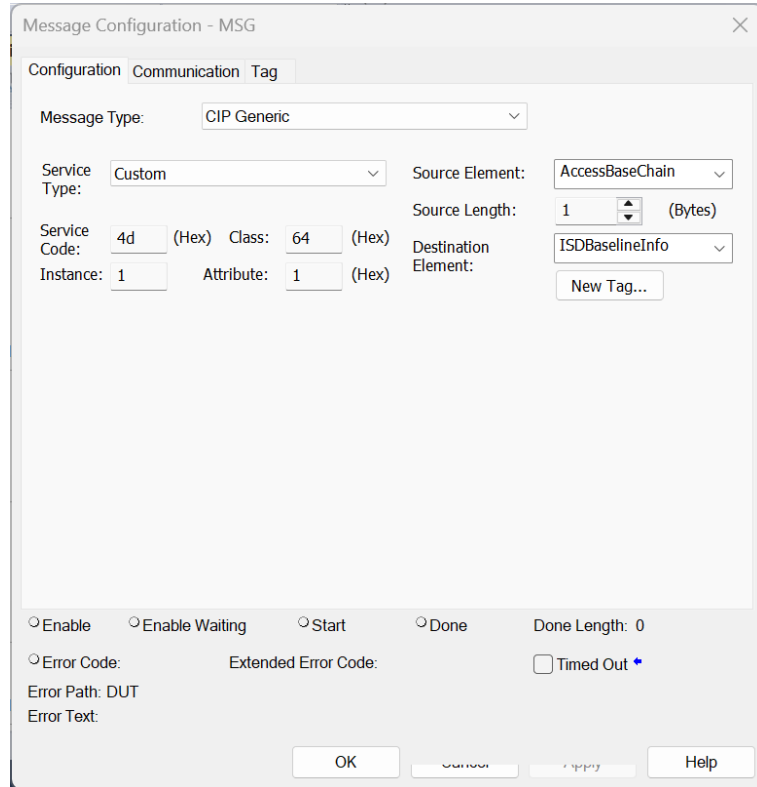 Message Configuration - MSG
Configuration Communication Tag
Message Type: CIP Generic
Service Type: Custom
Source Element: AccessBaseChain
Source Length: 1 (Bytes)
Service Code: 4d (Hex) Class: 64 (Hex)
Destination Element: ISDBaselineInfo
Instance: 1 Attribute: 1 (Hex)
New Tag...
Enable Enable Waiting Start Done Done Length: 0
Error Code: Extended Error Code: Timed Out
Error Path: DUT
Error Text:
OK Cancel Apply Help